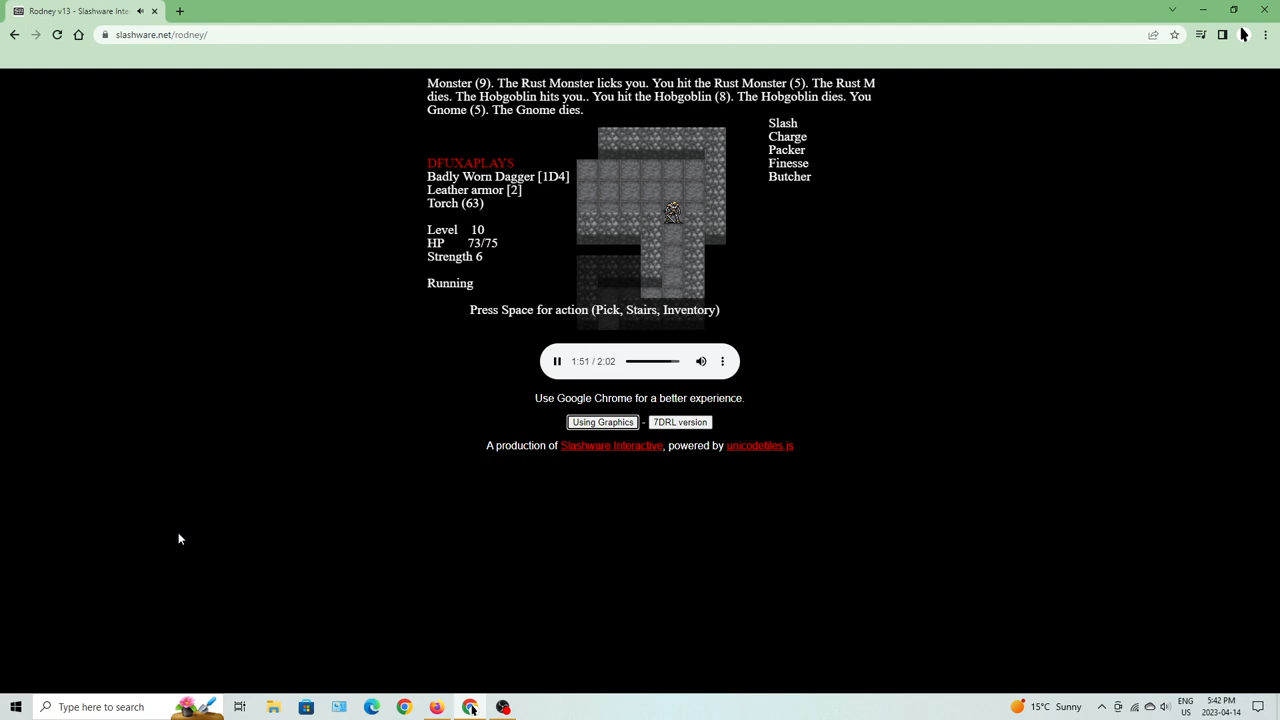 Rodney v13 - Slashware Inte
slashware.net/rodney/
Monster (9). The Rust Monster licks you. You hit the Rust Monster (5). The Rust M
dies. The Hobgoblin hits you.. You hit the Hobgoblin (8). The Hobgoblin dies. You
Gnome (5). The Gnome dies.
Slash
Charge
Packer
Finesse
Butcher
DFUXAPLAYS
Badly Worn Dagger [1D4]
Leather armor [2]
Torch (63)
Level 10
HP 73/75
Strength 6
Running
Press Space for action (Pick, Stairs, Inventory)
1:51 / 2:02
Use Google Chrome for a better experience.
Using Graphics - 7DRL version
A production of Slashware Interactive, powered by unicodetiles.js
Type here to search
15°C Sunny
ENG
US
5:42 PM
2023-04-14